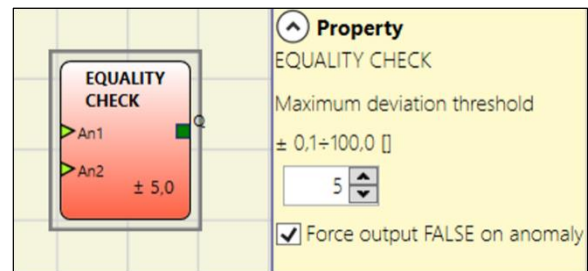 EQUALITY
CHECK
An1
Q
An2
± 5,0
Property
EQUALITY CHECK
Maximum deviation threshold
± 0,1÷100,0 []
5
Force output FALSE on anomaly